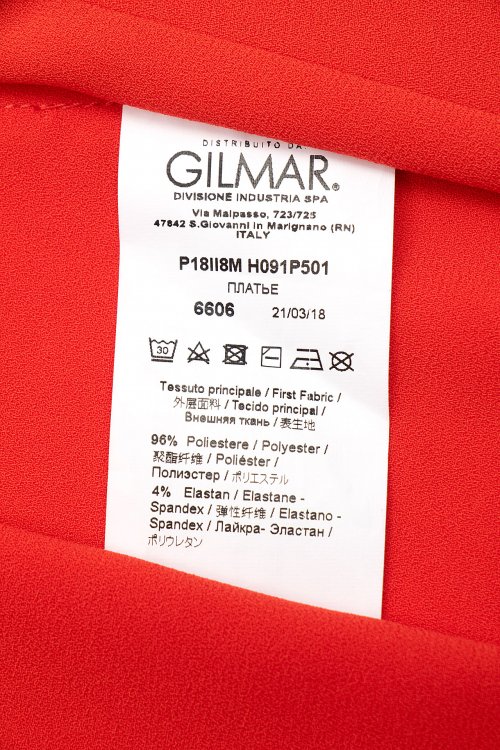 DISTRIBUITO DA:
GILMAR®
DIVISIONE INDUSTRIA SPA
Via Malpasso, 723/725
47842 S.Giovanni in Marignano (RN)
ITALY
P18II8M H091P501
ПЛАТЬЕ
6606 21/03/18
30
Tessuto principale / First Fabric /
外层面料 / Tecido principal /
Внешняя ткань / 表生地
96% Poliestere / Polyester /
聚酯纤维 / Poliéster /
Полиэстер / ポリエステル
4% Elastan / Elastane -
Spandex / 弹性纤维 / Elastano -
Spandex / Лайкра- Эластан /
ポリウレタン